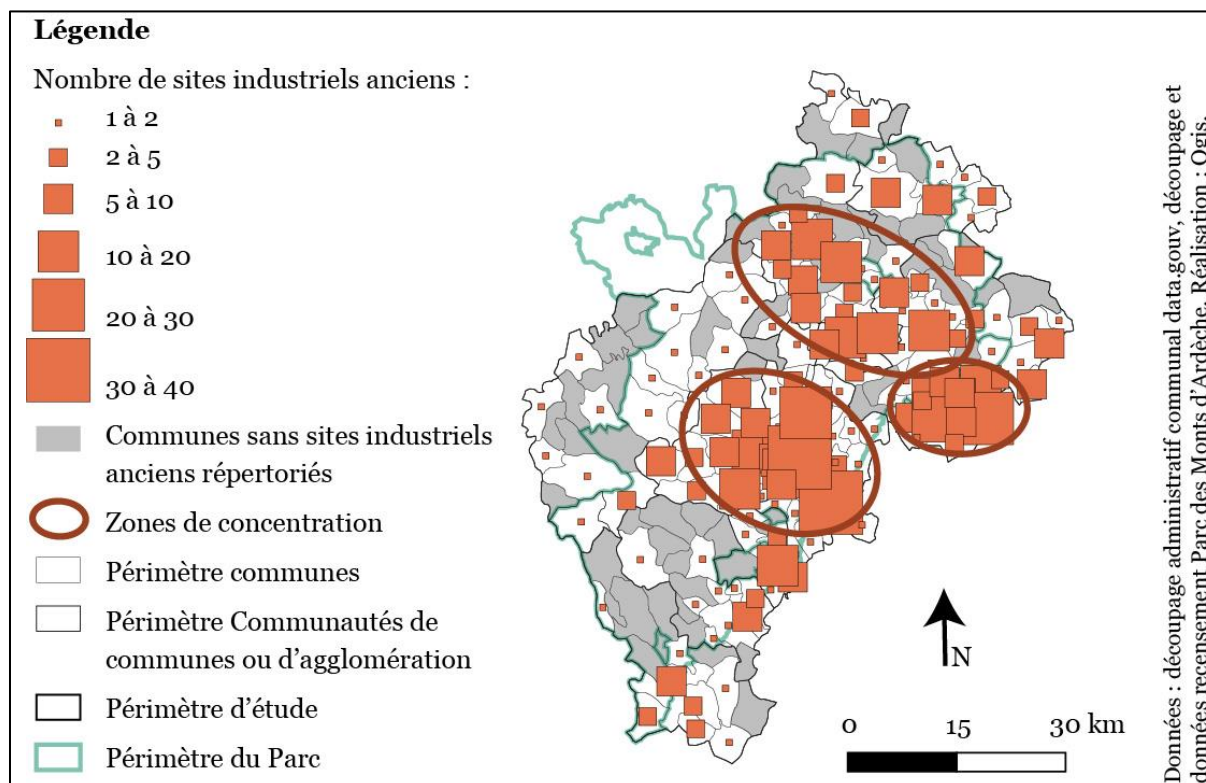 Légende
Nombre de sites industriels anciens :
1 à 2
2 à 5
5 à 10
10 à 20
20 à 30
30 à 40
Communes sans sites industriels
anciens répertoriés
Zones de concentration
Périmètre communes
Périmètre Communautés de
communes ou d'agglomération
Périmètre d'étude
Périmètre du Parc
N
0 15 30 km
Données : découpage administratif communal data.gouv, découpage et
données recensement Parc des Monts d'Ardèche. Réalisation : Ogis.